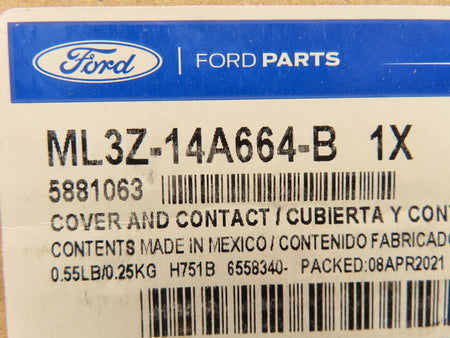 Ford | FORD PARTS
ML3Z-14A664-B 1X
5881063
COVER AND CONTACT / CUBIERTA Y CONT
CONTENTS MADE IN MEXICO / CONTENIDO FABRICADO
0.55LB/0.25KG H751B 6558340- PACKED:08APR2021